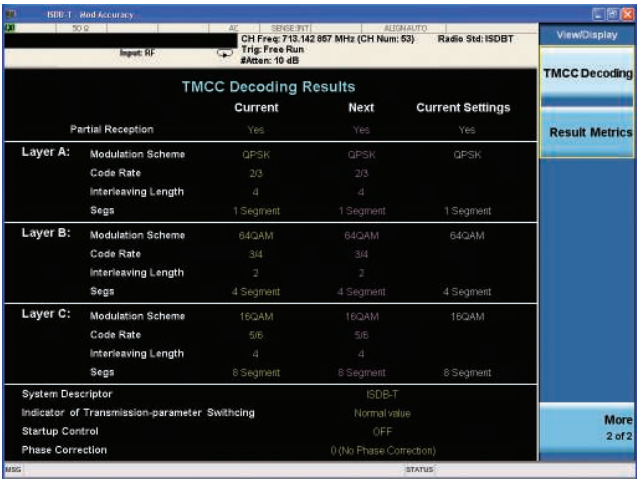 ISDB-T - Mod Accuracy
50 Ω AC SENSE:INT ALIGN AUTO
CH Freq: 713.142 857 MHz (CH Num: 53) Radio Std: ISDBT
Input: RF Trig: Free Run
#Atten: 10 dB
View/Display
TMCC Decoding
Result Metrics
More
2 of 2
TMCC Decoding Results
Current Next Current Settings
Partial Reception Yes Yes Yes
Layer A: Modulation Scheme QPSK QPSK QPSK
Code Rate 2/3 2/3
Interleaving Length 4 4
Segs 1 Segment 1 Segment 1 Segment
Layer B: Modulation Scheme 64QAM 64QAM 64QAM
Code Rate 3/4 3/4
Interleaving Length 2 2
Segs 4 Segment 4 Segment 4 Segment
Layer C: Modulation Scheme 16QAM 16QAM 16QAM
Code Rate 5/6 5/6
Interleaving Length 4 4
Segs 8 Segment 8 Segment 8 Segment
System Descriptor ISDB-T
Indicator of Transmission-parameter Swithcing Normal value
Startup Control OFF
Phase Correction 0 (No Phase Correction)
MSG STATUS